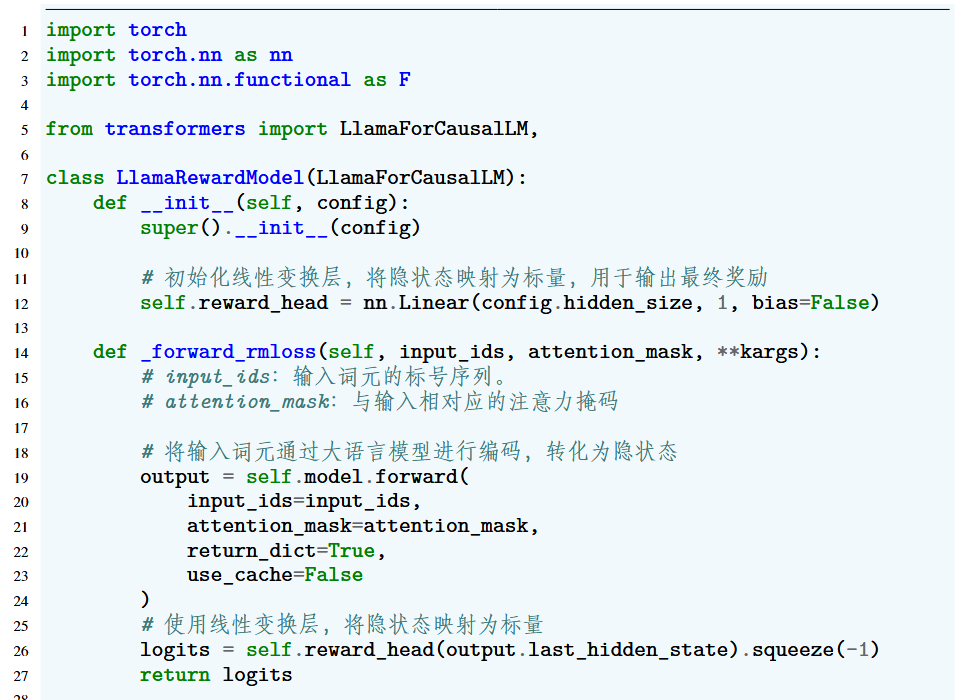 1 import torch
2 import torch.nn as nn
3 import torch.nn.functional as F
4
5 from transformers import LlamaForCausalLM,
6
7 class LlamaRewardModel(LlamaForCausalLM):
8     def __init__(self, config):
9         super().__init__(config)
10
11         # 初始化线性变换层，将隐状态映射为标量，用于输出最终奖励
12         self.reward_head = nn.Linear(config.hidden_size, 1, bias=False)
13
14     def _forward_rmloss(self, input_ids, attention_mask, **kargs):
15         # input_ids：输入词元的标号序列。
16         # attention_mask：与输入相对应的注意力掩码
17
18         # 将输入词元通过大语言模型进行编码，转化为隐状态
19         output = self.model.forward(
20             input_ids=input_ids,
21             attention_mask=attention_mask,
22             return_dict=True,
23             use_cache=False
24         )
25         # 使用线性变换层，将隐状态映射为标量
26         logits = self.reward_head(output.last_hidden_state).squeeze(-1)
27         return logits